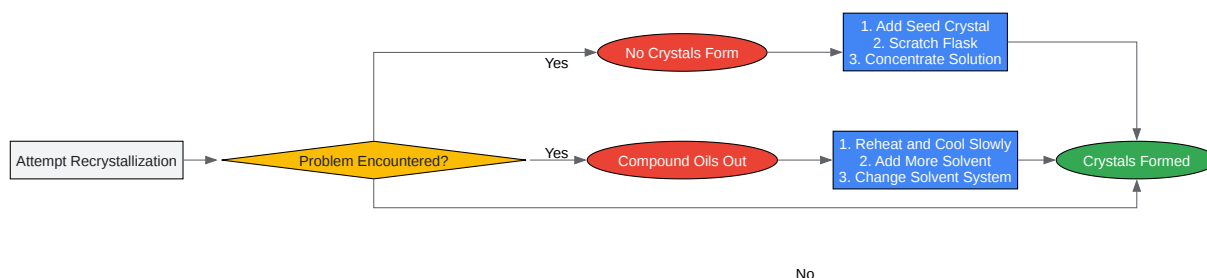 1. Add Seed Crystal
2. Scratch Flask
3. Concentrate Solution
No Crystals Form
Yes
Attempt Recrystallization
Problem Encountered?
Yes
Compound Oils Out
1. Reheat and Cool Slowly
2. Add More Solvent
3. Change Solvent System
Crystals Formed
No